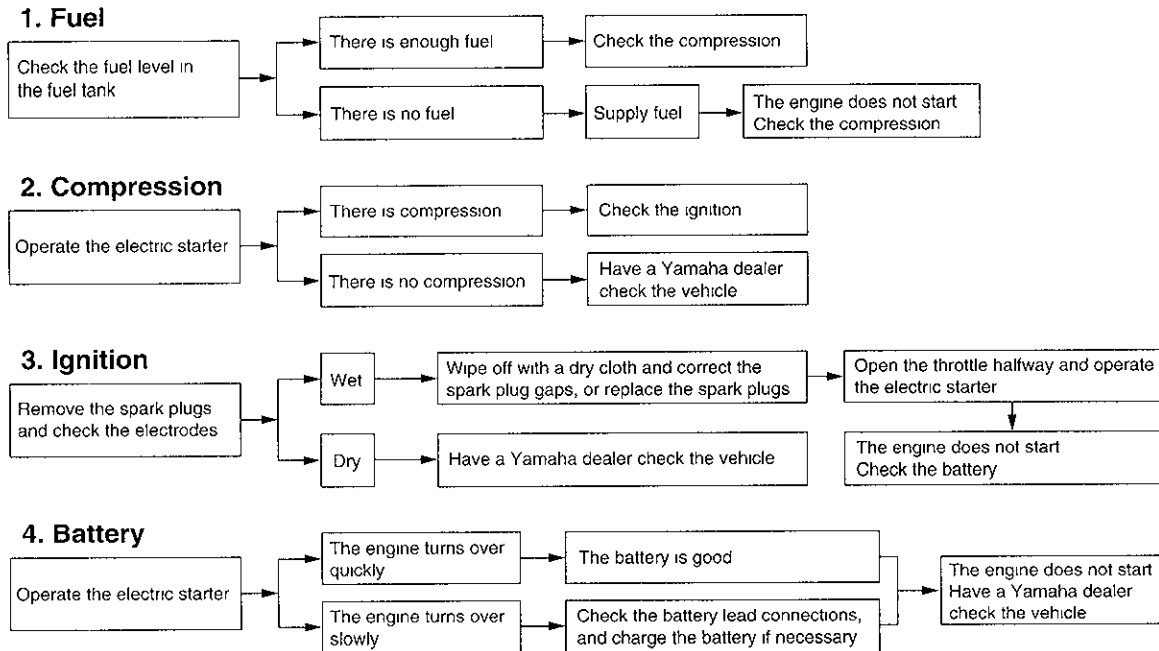 1. Fuel
Check the fuel level in
the fuel tank
There is enough fuel
Check the compression
There is no fuel
Supply fuel
The engine does not start
Check the compression
2. Compression
Operate the electric starter
There is compression
Check the ignition
There is no compression
Have a Yamaha dealer
check the vehicle
3. Ignition
Remove the spark plugs
and check the electrodes
Wet
Wipe off with a dry cloth and correct the
spark plug gaps, or replace the spark plugs
Open the throttle halfway and operate
the electric starter
Dry
Have a Yamaha dealer check the vehicle
The engine does not start
Check the battery
4. Battery
Operate the electric starter
The engine turns over
quickly
The battery is good
The engine turns over
slowly
Check the battery lead connections,
and charge the battery if necessary
The engine does not start
Have a Yamaha dealer
check the vehicle